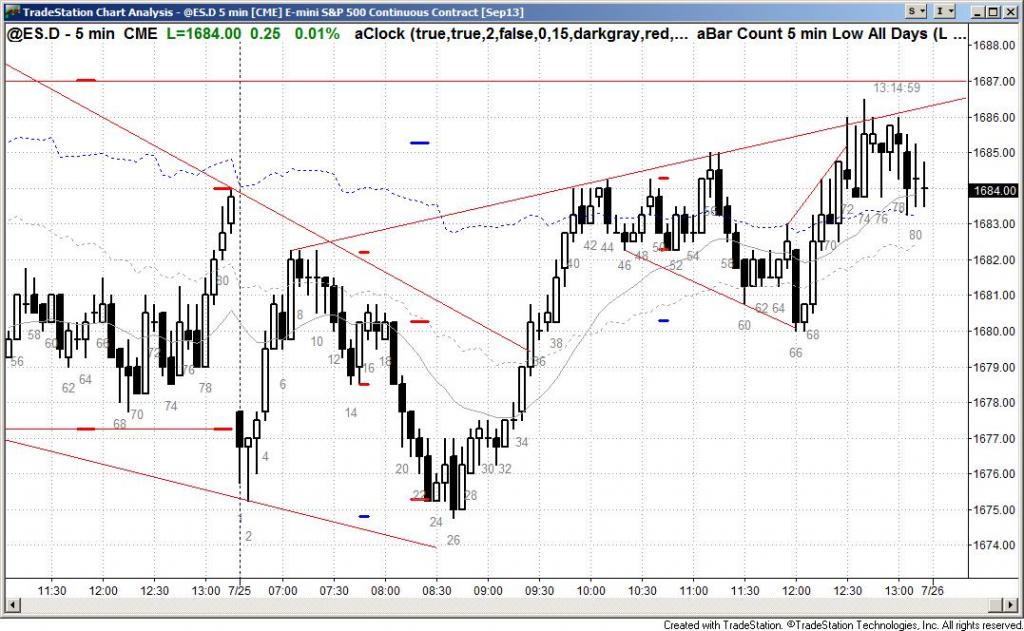 TradeStation Chart Analysis - @ES.D 5 min [CME] E-mini S&P 500 Continuous Contract [Sep13]
S I
@ES.D - 5 min CME L=1684.00 0.25 0.01% aClock (true,true,2,false,0,15,darkgray,red,... aBar Count 5 min Low All Days (L ...
1688.00
13:14:59
1687.00
1686.00
1685.00
1684.00
1683.00
1682.00
1681.00
1680.00
1679.00
1678.00
1677.00
1676.00
1675.00
1674.00
56 58 60 62 64 66 68 70 72 74 76 78 80
2 4 6 8 10 12 14 16 18 20 22 24 26 28 30 32 34 36 38 40 42 44 46 48 50 52 54 56 58 60 62 64 66 68 70 72 74 76 78 80
11:30 12:00 12:30 13:00 7/25 07:00 07:30 08:00 08:30 09:00 09:30 10:00 10:30 11:00 11:30 12:00 12:30 13:00 7/26
Created with TradeStation. ©TradeStation Technologies, Inc. All rights reserved.